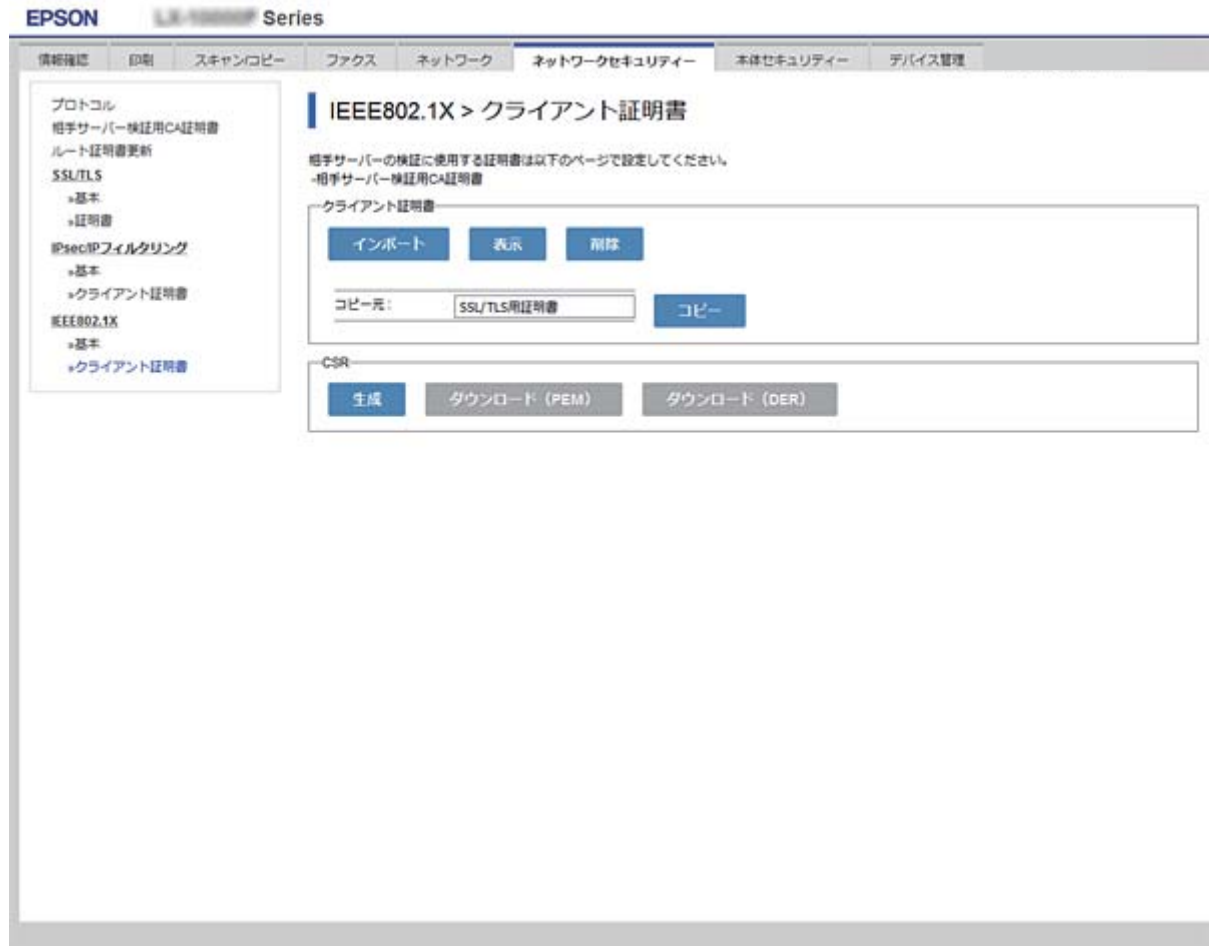 EPSON Series
情報確認 印刷 スキャン/コピー ファクス ネットワーク ネットワークセキュリティー 本体セキュリティー デバイス管理
プロトコル
相手サーバー検証用CA証明書
ルート証明書更新
SSL/TLS
»基本
»証明書
IPsec/IPフィルタリング
»基本
»クライアント証明書
IEEE802.1X
»基本
»クライアント証明書
IEEE802.1X > クライアント証明書
相手サーバーの検証に使用する証明書は以下のページで設定してください。
-相手サーバー検証用CA証明書
クライアント証明書
インポート 表示 削除
コピー元: SSL/TLS用証明書 コピー
CSR
生成 ダウンロード（PEM） ダウンロード（DER）